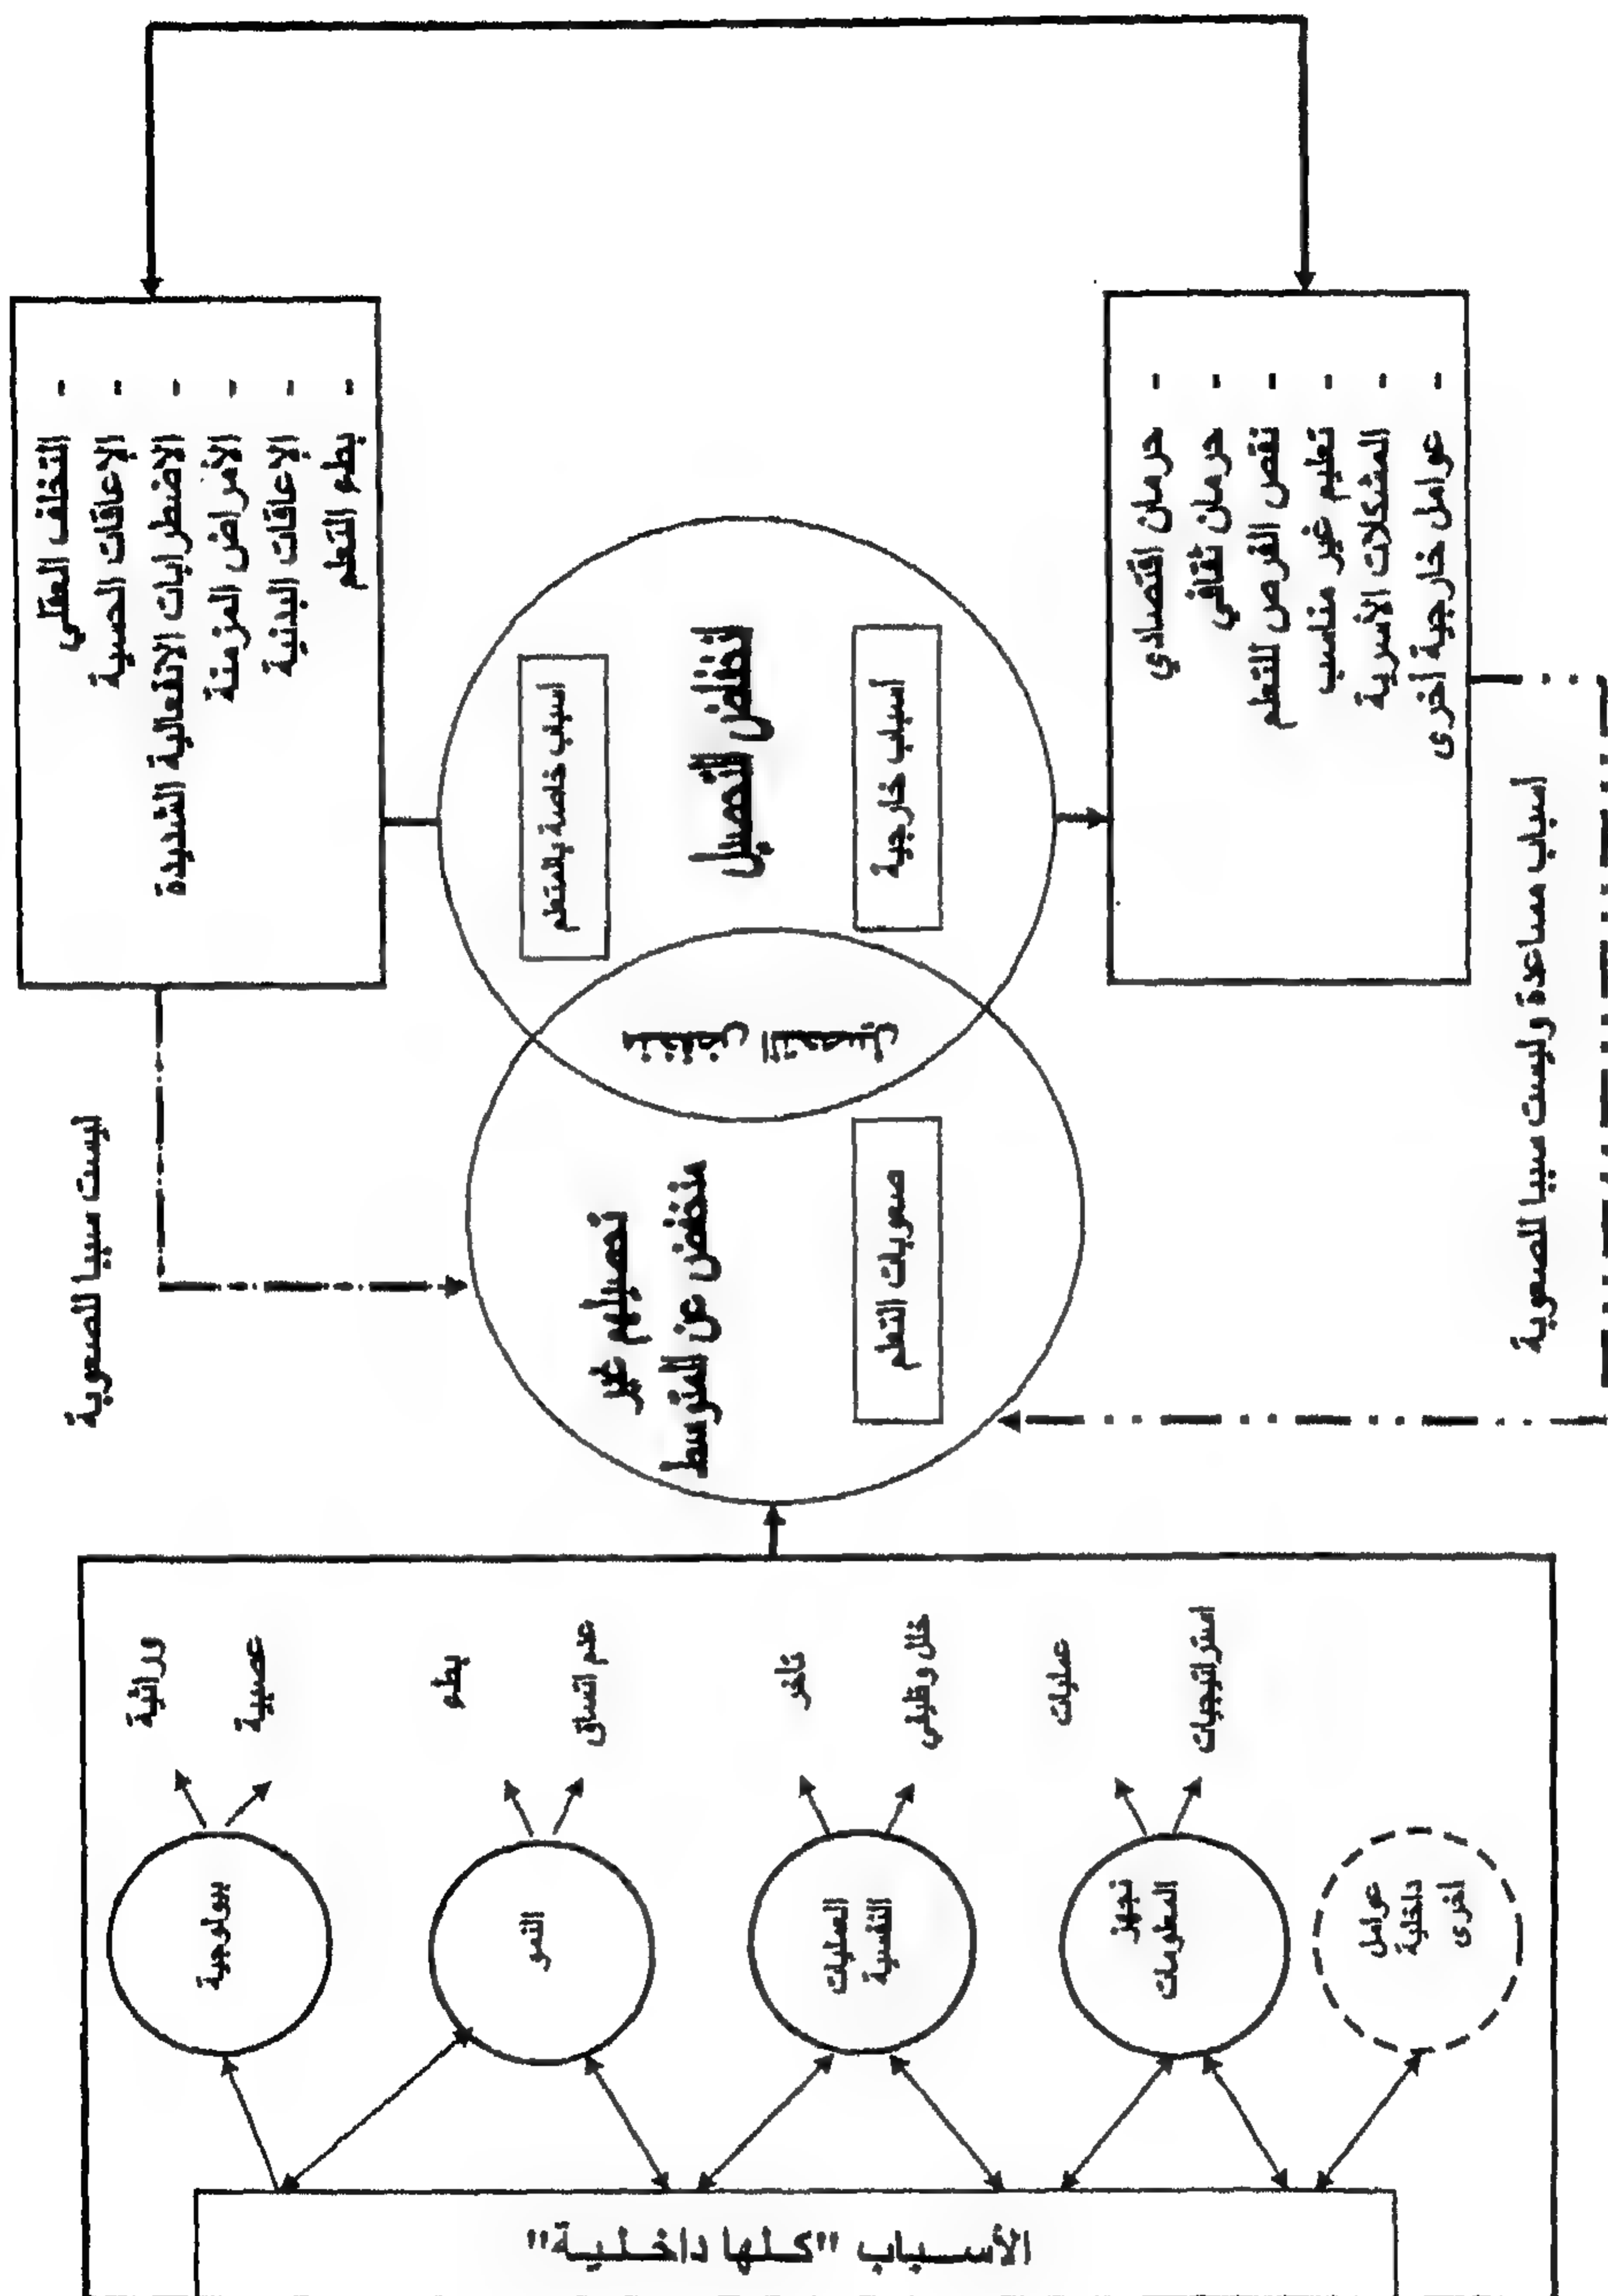 التخلف العقلي -
الإعاقات الحسية -
الاضطرابات الانفعالية الشديدة -
الأمراض المزمنة -
الإعاقات البدنية -
بطء التعلم -
حرمان اقتصادي -
حرمان ثقافي -
نقص الفرص للتعلم -
تعليم غير مناسب -
المشكلات الأسرية -
عوامل خارجية أخرى -
أسباب خاصة بالمتعلم
انخفاض التحصيل
أسباب خارجية
منخفض التحصيل
ليست سببا للصعوبة
أسباب مساعدة وليست سببا للصعوبة
تحصيلهم غير
منخفض عن المتوسط
صعوبات التعلم
وراثية
عصبية
بطء
عدم اتساق
تأخر
خلل وظيفي
عمليات
استراتيجيات
بيولوجية
النمو
العمليات
النفسية
تجهيز
المعلومات
عوامل
داخلية
أخرى
الأسباب "كلها داخلية"